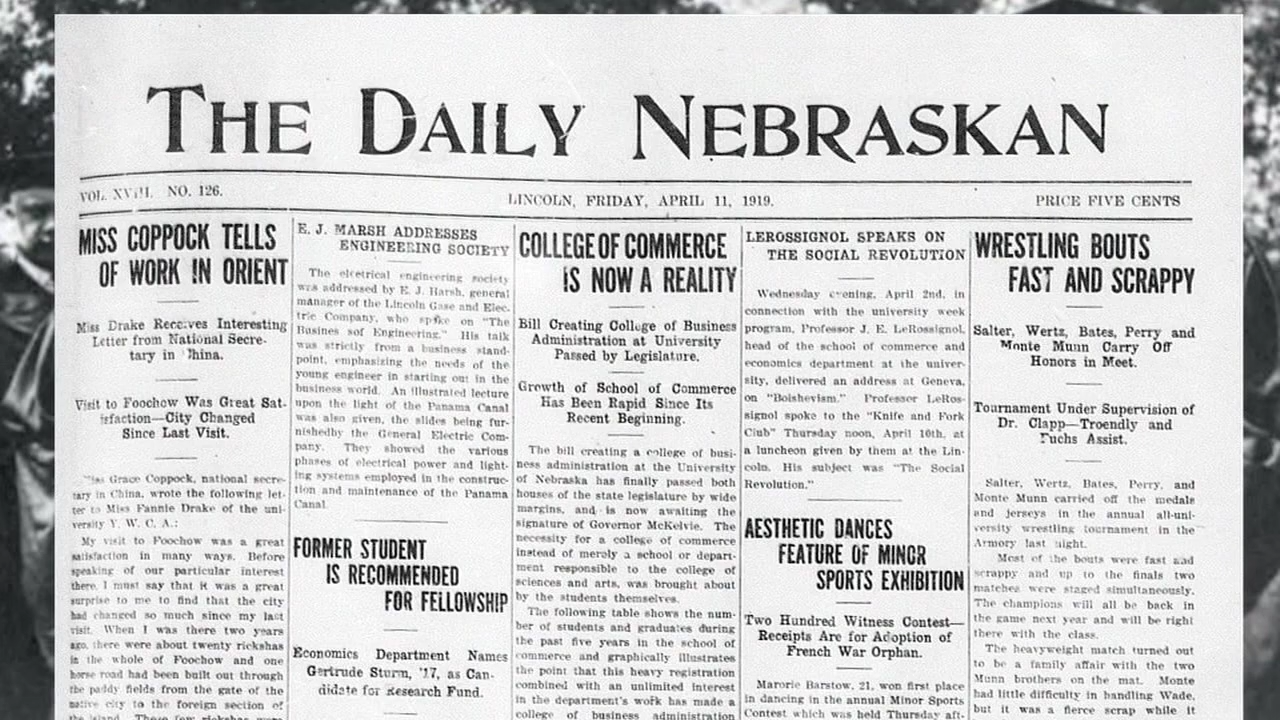 THE DAILY NEBRASKAN
VOL. XVIII. NO. 126.
LINCOLN, FRIDAY, APRIL 11, 1919.
PRICE FIVE CENTS
MISS COPPOCK TELLS
OF WORK IN ORIENT
Miss Drake Receives Interesting
Letter from National Secre-
tary in China.
Visit to Foochow Was Great Sat-
isfaction—City Changed
Since Last Visit.
Miss Grace Coppock, national secre-
tary in China, wrote the following let-
ter to Miss Fannie Drake of the uni-
versity Y. W. C. A.:
My visit to Foochow was a great
satisfaction in many ways. Before
speaking of our particular interest
there, I must say that it was a great
surprise to me to find that the city
had changed so much since my last
visit. When I was there two years
ago, there were about twenty rickshas
in the whole of Foochow and one
horse road had been built out through
the paddy fields from the gate of the
native city to the foreign section of
the island. These few rickshas were
E. J. MARSH ADDRESSES
ENGINEERING SOCIETY
The elcetrical engineering society
was addressed by E. J. Harsh, general
manager of the Lincoln Gase and Elec-
tric Company, who spoke on "The
Busines sof Engineering." His talk
was strictly from a business stand-
point, emphasizing the needs of the
young engineer in starting out in the
business world. An illustrated lecture
upon the light of the Panama Canal
was also given, the slides being fur-
nishedby the General Electric Com-
pany. They showed the various
phases of electrical power and light-
ing systems employed in the construc-
tion and maintenance of the Panama
Canal.
FORMER STUDENT
IS RECOMMENDED
FOR FELLOWSHIP
Economics Department Names
Gertrude Sturm, '17, as Can-
didate for Research Fund.
COLLEGE OF COMMERCE
IS NOW A REALITY
Bill Creating College of Business
Administration at University
Passed by Legislature.
Growth of School of Commerce
Has Been Rapid Since Its
Recent Beginning.
The bill creating a college of busi-
ness administration at the University
of Nebraska has finally passed both
houses of the state legislature by wide
margins, and is now awaiting the
signature of Governor McKelvie. The
necessity for a college of commerce
instead of merely a school or depart-
ment responsible to the college of
sciences and arts, was brought about
by the students themselves.
The following table shows the num-
ber of students and graduates during
the past five years in the school of
commerce and graphically illustrates
the point that this heavy registration
combined with an unlimited interest
in the department's work has made a
college of business administration
LEROSSIGNOL SPEAKS ON
THE SOCIAL REVOLUTION
Wednesday evening, April 2nd, in
connection with the university week
program, Professor J. E. LeRossignol,
head of the school of commerce and
economics department at the univer-
sity, delivered an address at Geneva,
on "Bolshevism." Professor LeRos-
signol spoke to the "Knife and Fork
Club" Thursday noon, April 10th, at
a luncheon given by them at the Lin-
coln. His subject was "The Social
Revolution."
AESTHETIC DANCES
FEATURE OF MINOR
SPORTS EXHIBITION
Two Hundred Witness Contest—
Receipts Are for Adoption of
French War Orphan.
Marorie Barstow, 21, won first place
in dancing in the annual Minor Sports
Contest which was held Thursday aft-
WRESTLING BOUTS
FAST AND SCRAPPY
Salter, Wertz, Bates, Perry and
Monte Munn Carry Off
Honors in Meet.
Tournament Under Supervision of
Dr. Clapp—Troendly and
Fuchs Assist.
Salter, Wertz, Bates, Perry, and
Monte Munn carried off the medals
and jerseys in the annual all-uni-
versity wrestling tournament in the
Armory last night.
Most of the bouts were fast and
scrappy and up to the finals two
matches were staged simultaneously.
The champions will all be back in
the game next year and will be right
there with the class.
The heavyweight match turned out
to be a family affair with the two
Munn brothers on the mat. Monte
had little difficulty in handling Wade,
but it was a fierce scrap while it